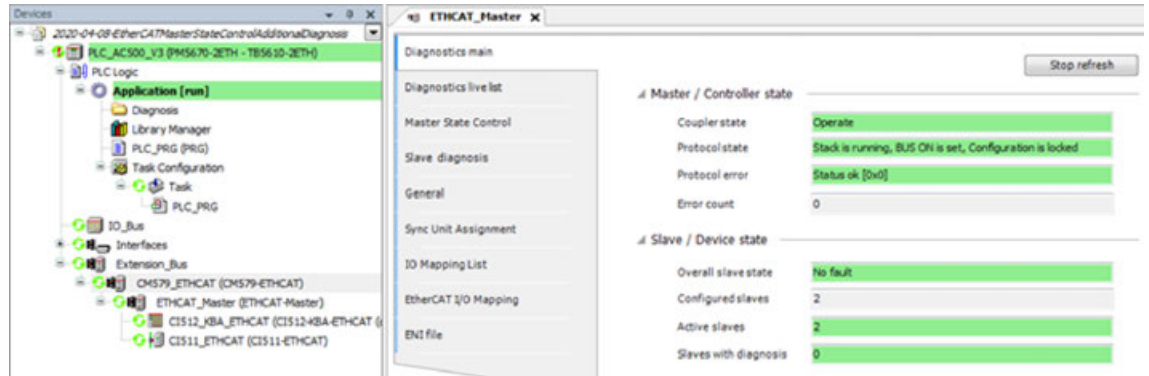 Devices
2020-04-08-EtherCATMasterStateControlAdditionalDiagnosis
PLC_AC500_V3 (PM5670-2ETH - TB5610-2ETH)
PLC Logic
Application [run]
Diagnosis
Library Manager
PLC_PRG (PRG)
Task Configuration
Task
PLC_PRG
IO_Bus
Interfaces
Extension_Bus
CM579_ETHCAT (CM579-ETHCAT)
ETHCAT_Master (ETHCAT-Master)
CI512_KBA_ETHCAT (CI512-KBA-ETHCAT (
CI511_ETHCAT (CI511-ETHCAT)
ETHCAT_Master
Diagnostics main
Diagnostics live list
Master State Control
Slave diagnosis
General
Sync Unit Assignment
IO Mapping List
EtherCAT I/O Mapping
ENI file
Stop refresh
Master / Controller state
Coupler state Operate
Protocol state Stack is running, BUS ON is set, Configuration is locked
Protocol error Status ok [0x0]
Error count 0
Slave / Device state
Overall slave state No fault
Configured slaves 2
Active slaves 2
Slaves with diagnosis 0